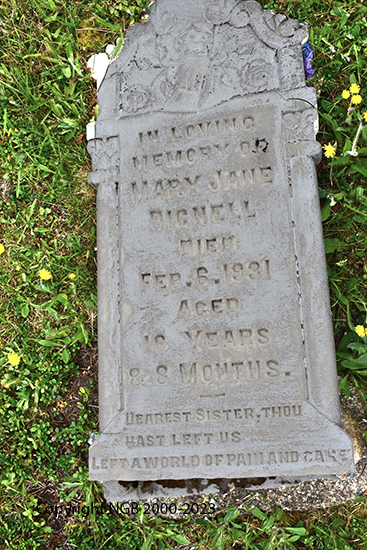 IN LOVING
MEMORY OF
MARY JANE
BIGNELL
DIED
FEB. 6. 1931
AGED
YEARS
& 8 MONTHS.
DEAREST SISTER, THOU
HAST LEFT US
LEFT A WORLD OF PAIN AND CARE
Copyright NGB 2000-2023